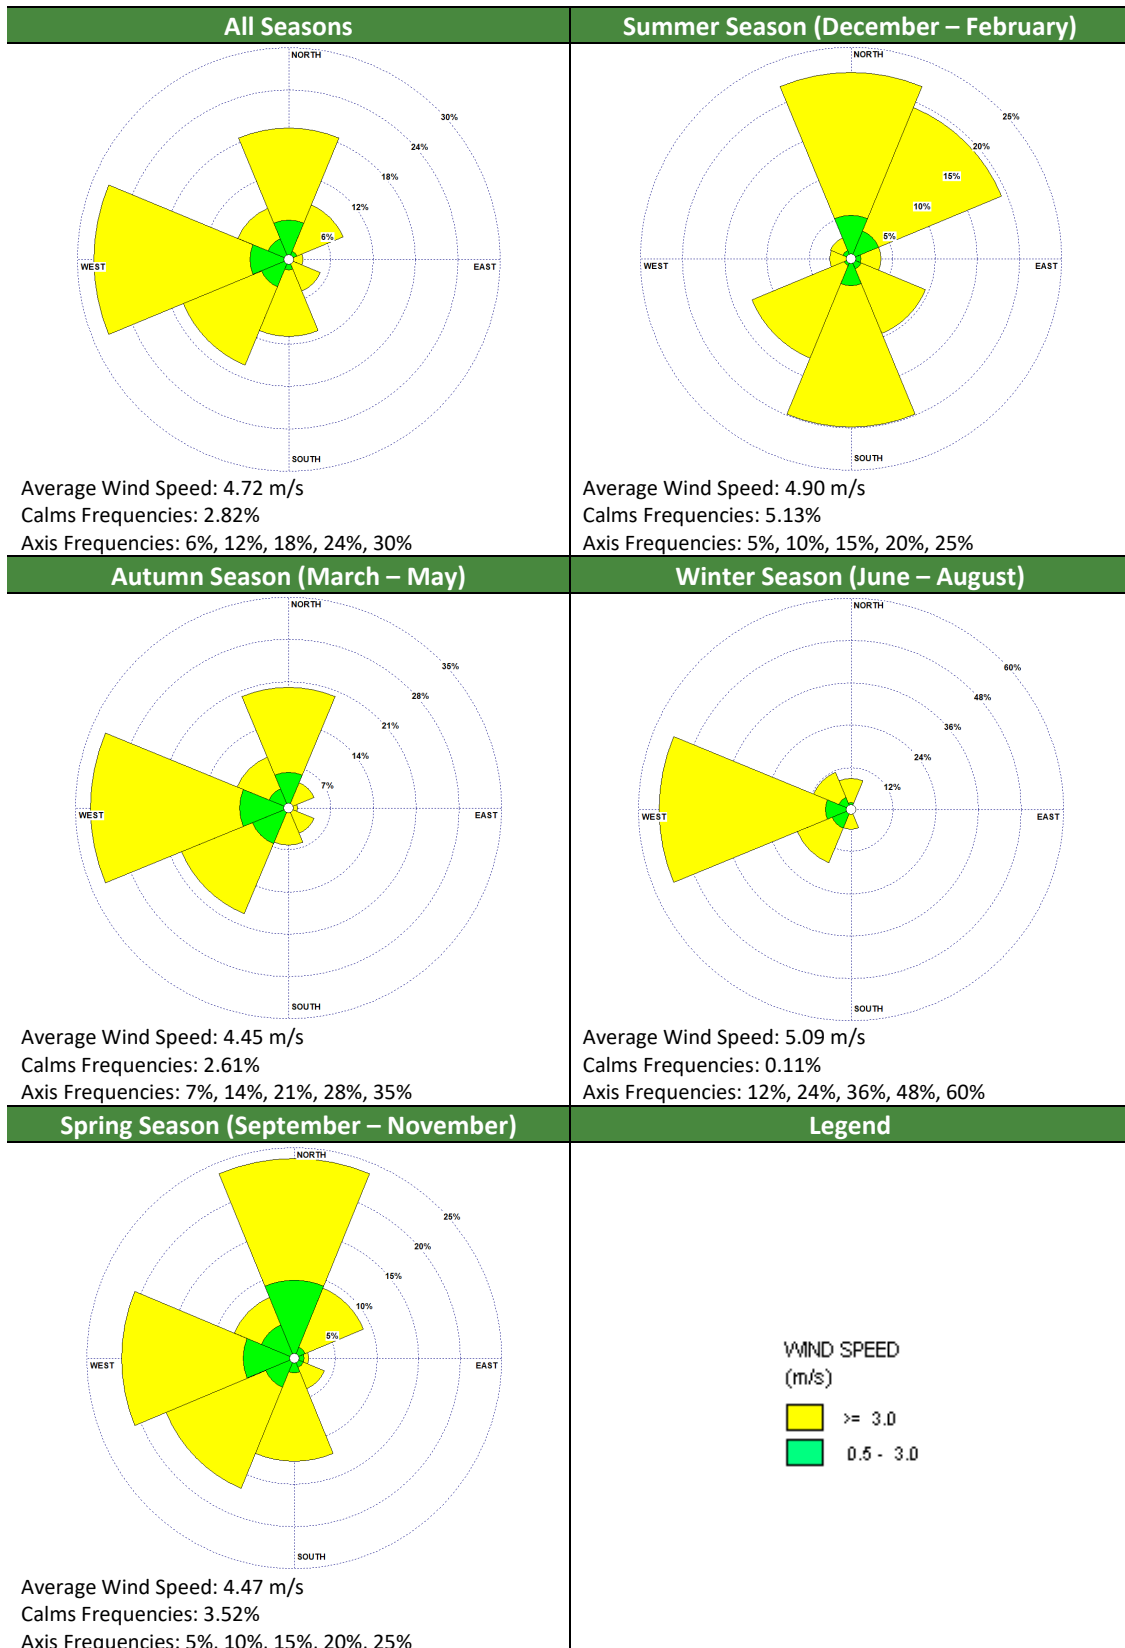 All Seasons
NORTH
30%
24%
18%
12%
6%
WEST
EAST
SOUTH
Average Wind Speed: 4.72 m/s
Calms Frequencies: 2.82%
Axis Frequencies: 6%, 12%, 18%, 24%, 30%
Summer Season (December – February)
NORTH
25%
20%
15%
10%
5%
WEST
EAST
SOUTH
Average Wind Speed: 4.90 m/s
Calms Frequencies: 5.13%
Axis Frequencies: 5%, 10%, 15%, 20%, 25%
Autumn Season (March – May)
NORTH
35%
28%
21%
14%
7%
WEST
EAST
SOUTH
Average Wind Speed: 4.45 m/s
Calms Frequencies: 2.61%
Axis Frequencies: 7%, 14%, 21%, 28%, 35%
Winter Season (June – August)
NORTH
60%
48%
36%
24%
12%
WEST
EAST
SOUTH
Average Wind Speed: 5.09 m/s
Calms Frequencies: 0.11%
Axis Frequencies: 12%, 24%, 36%, 48%, 60%
Spring Season (September – November)
NORTH
25%
20%
15%
10%
5%
WEST
EAST
SOUTH
Average Wind Speed: 4.47 m/s
Calms Frequencies: 3.52%
Axis Frequencies: 5%, 10%, 15%, 20%, 25%
Legend
WIND SPEED
(m/s)
>= 3.0
0.5 - 3.0